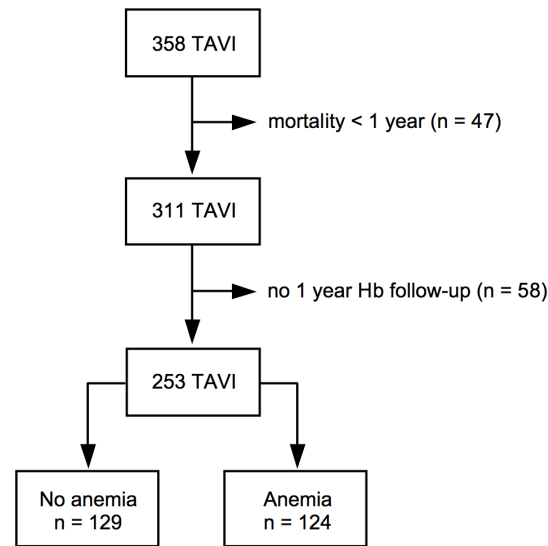 358 TAVI
mortality < 1 year (n = 47)
311 TAVI
no 1 year Hb follow-up (n = 58)
253 TAVI
No anemia
n = 129
Anemia
n = 124